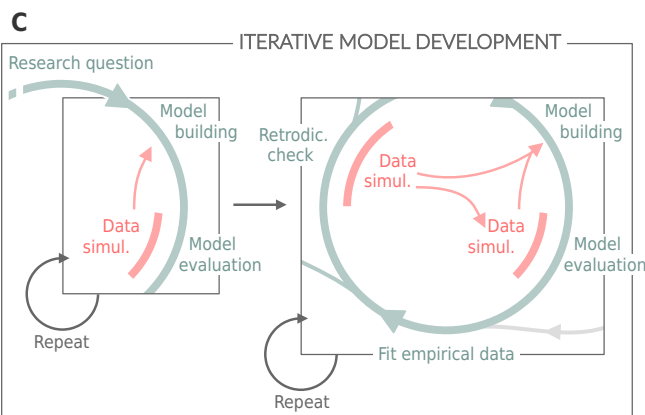 C
ITERATIVE MODEL DEVELOPMENT
Research question
Model
building
Data
simul.
Model
evaluation
Repeat
Retrodic.
check
Data
simul.
Model
building
Data
simul.
Model
evaluation
Fit empirical data
Repeat